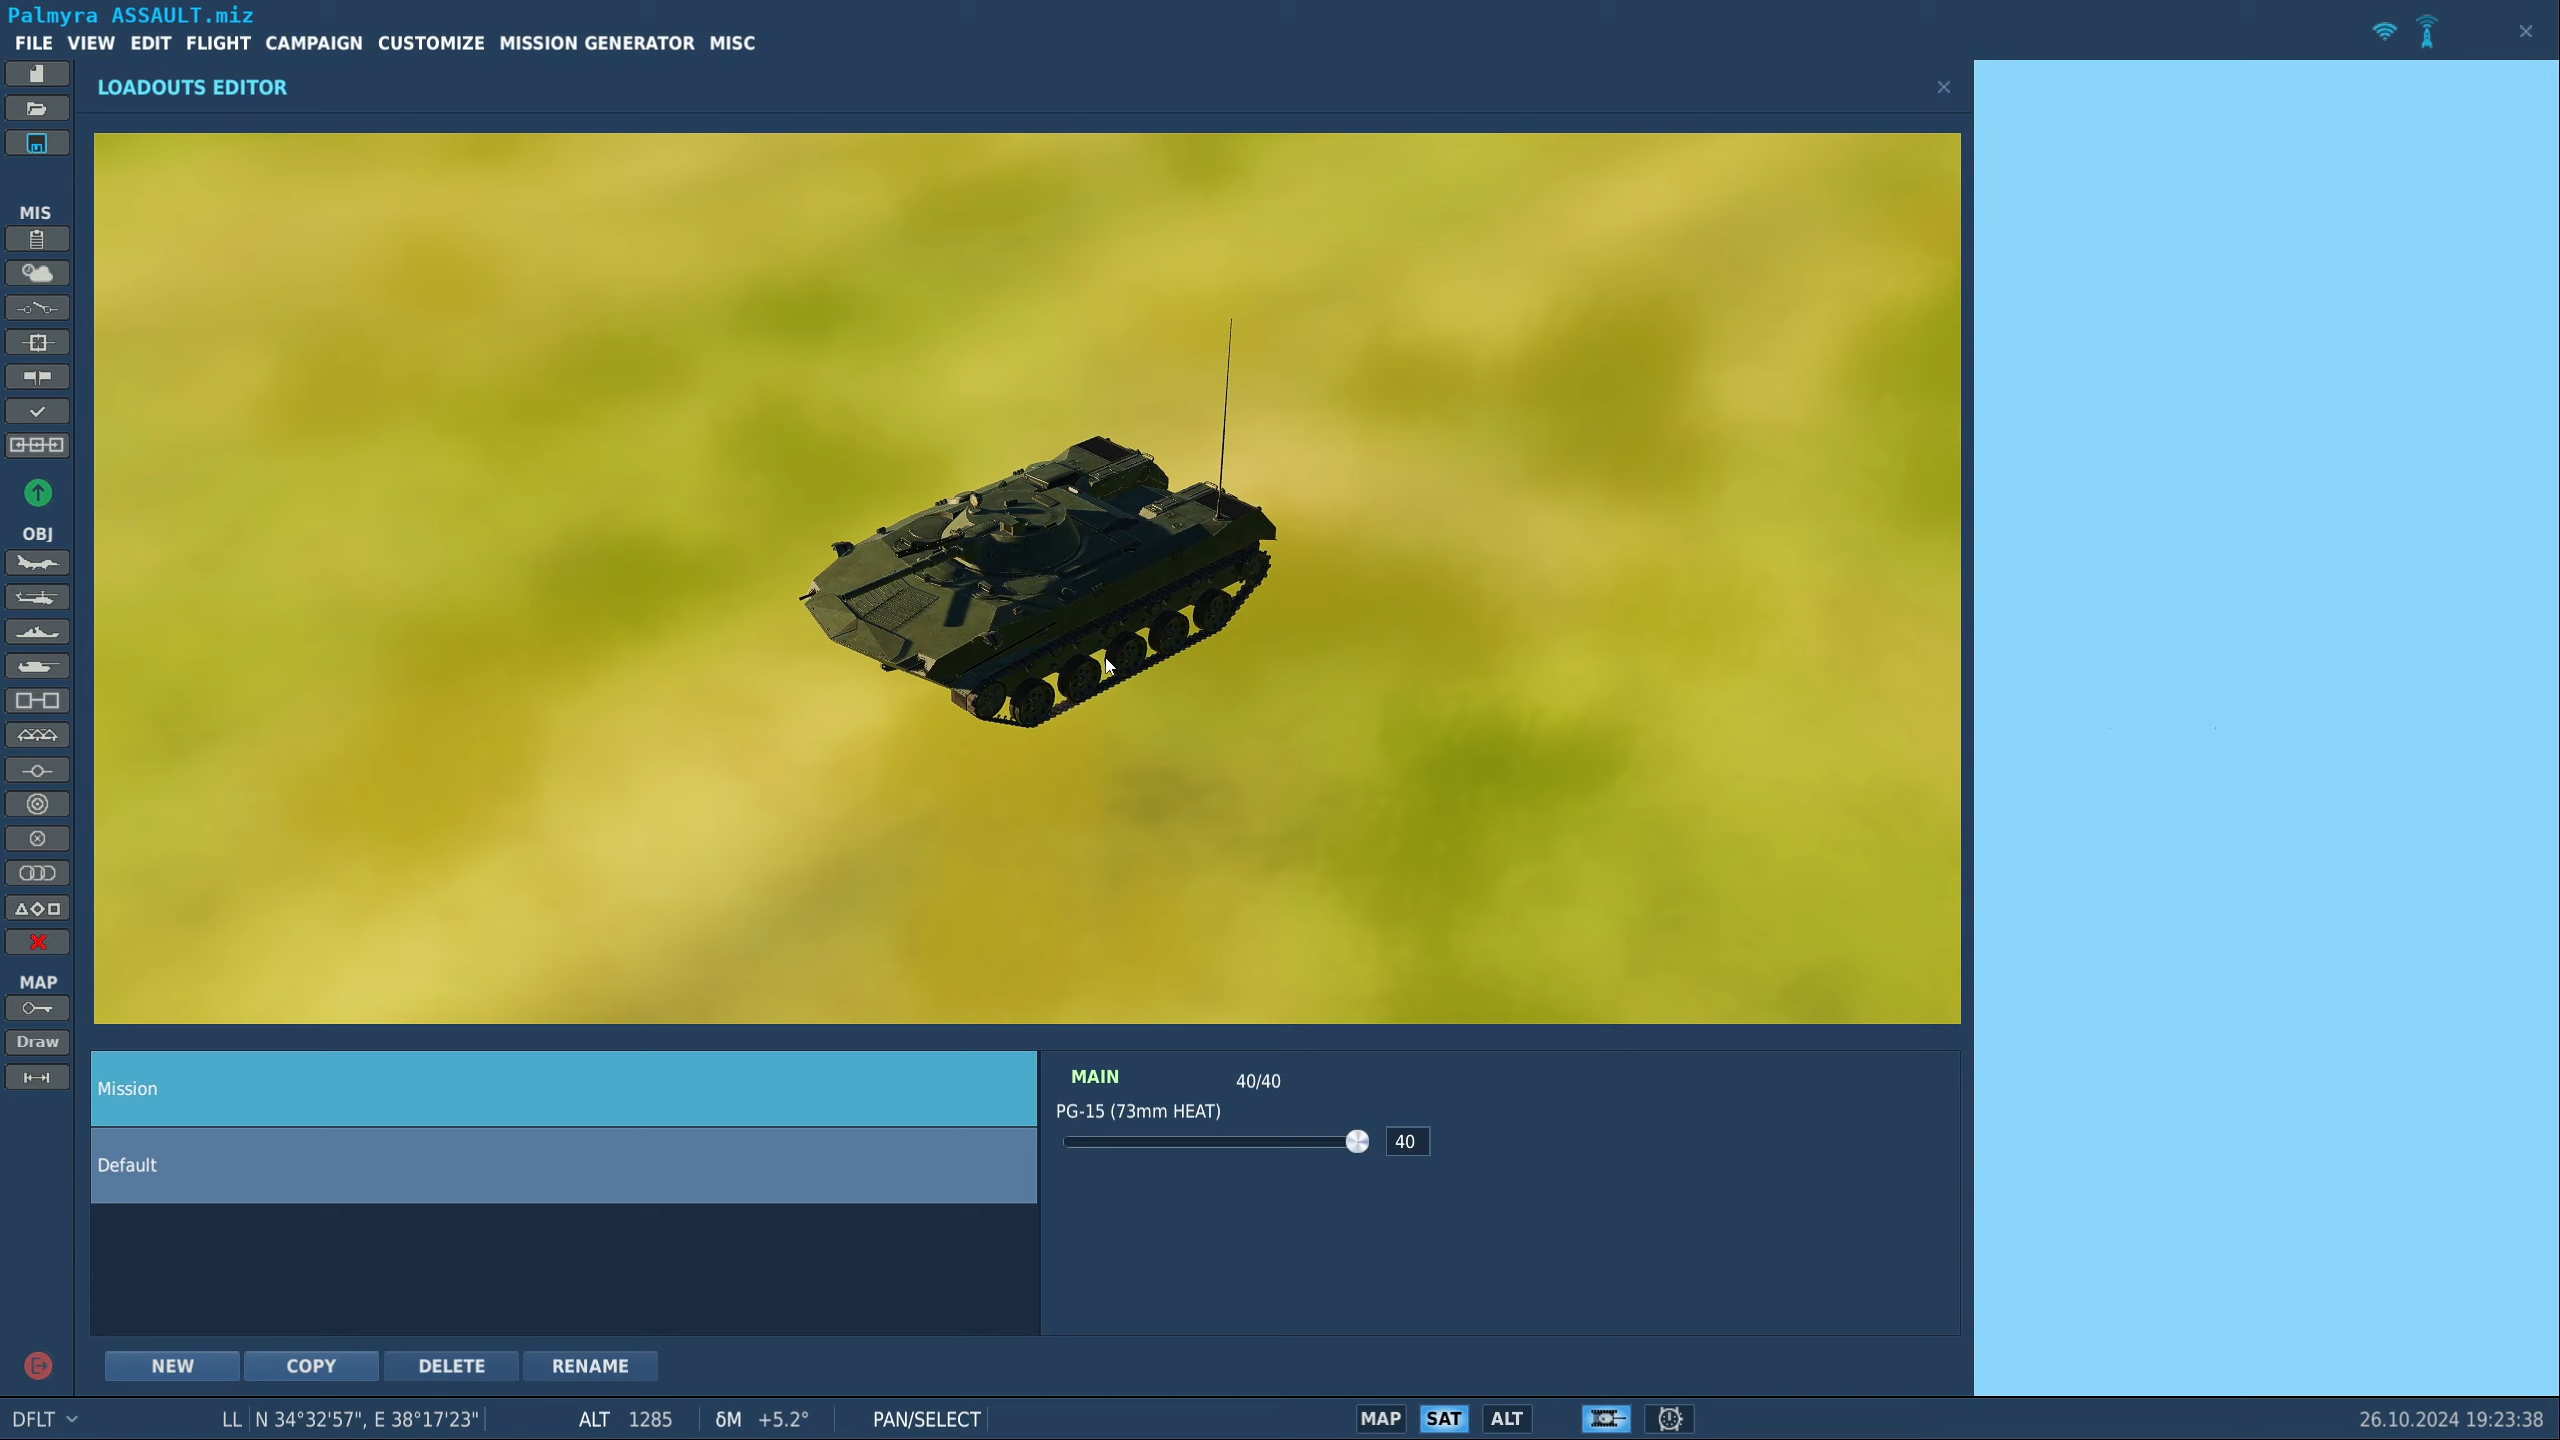 Palmyra ASSAULT.miz
FILE VIEW EDIT FLIGHT CAMPAIGN CUSTOMIZE MISSION GENERATOR MISC
LOADOUTS EDITOR
MIS
OBJ
MAP
Draw
Mission
Default
MAIN 40/40
PG-15 (73mm HEAT)
40
NEW COPY DELETE RENAME
DFLT LL N 34°32'57", E 38°17'23" ALT 1285 δM +5.2° PAN/SELECT MAP SAT ALT 26.10.2024 19:23:38